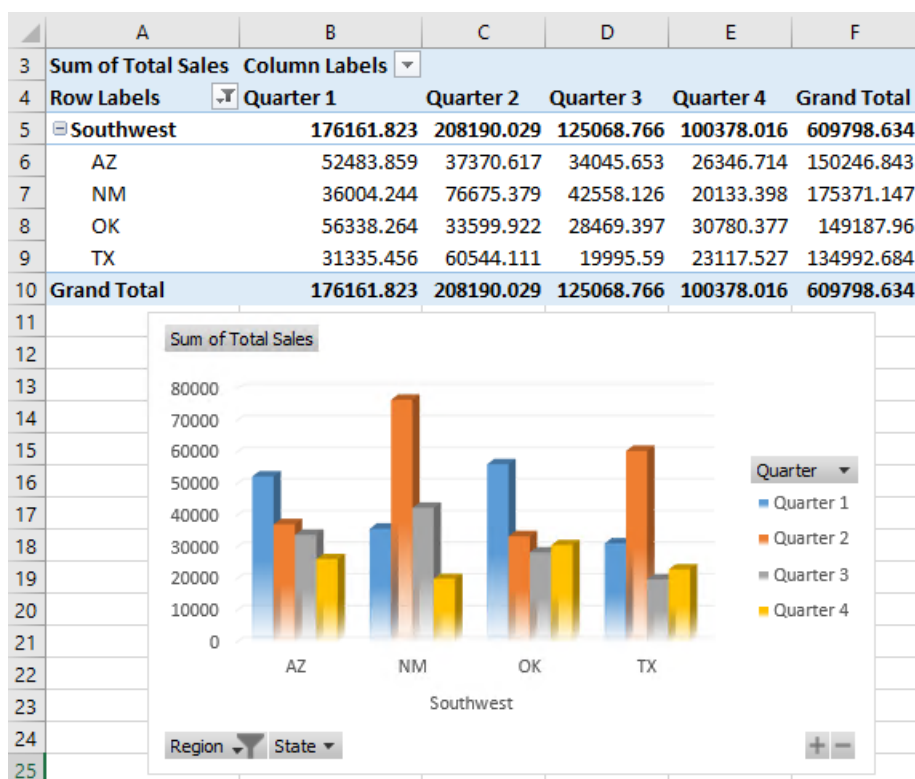 A B C D E F
3 Sum of Total Sales Column Labels
4 Row Labels Quarter 1 Quarter 2 Quarter 3 Quarter 4 Grand Total
5 Southwest 176161.823 208190.029 125068.766 100378.016 609798.634
6 AZ 52483.859 37370.617 34045.653 26346.714 150246.843
7 NM 36004.244 76675.379 42558.126 20133.398 175371.147
8 OK 56338.264 33599.922 28469.397 30780.377 149187.96
9 TX 31335.456 60544.111 19995.59 23117.527 134992.684
10 Grand Total 176161.823 208190.029 125068.766 100378.016 609798.634
11
Sum of Total Sales
12
13 80000
14 70000
15 60000
16 50000 Quarter
17 40000 Quarter 1
18 30000 Quarter 2
19 20000 Quarter 3
20 10000 Quarter 4
21 0
22 AZ NM OK TX
23 Southwest
24 Region State
25